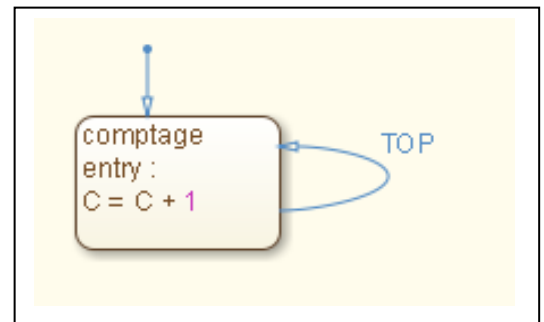 comptage
entry :
C = C + 1
TOP